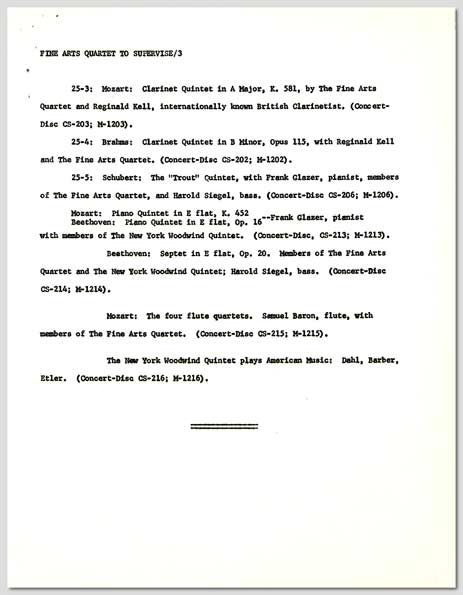 FINE ARTS QUARTET TO SUPERVISE/3
25-3: Mozart: Clarinet Quintet in A Major, K. 581, by The Fine Arts
Quartet and Reginald Kell, internationally known British Clarinetist. (Concert-
Disc CS-203; M-1203).
25-4: Brahms: Clarinet Quintet in B Minor, Opus 115, with Reginald Kell
and The Fine Arts Quartet. (Concert-Disc CS-202; M-1202).
25-5: Schubert: The "Trout" Quintet, with Frank Glazer, pianist, members
of The Fine Arts Quartet, and Harold Siegel, bass. (Concert-Disc CS-206; M-1206).
Mozart: Piano Quintet in E flat, K. 452
Beethoven: Piano Quintet in E flat, Op. 16--Frank Glazer, pianist
with members of The New York Woodwind Quintet. (Concert-Disc, CS-213; M-1213).
Beethoven: Septet in E flat, Op. 20. Members of The Fine Arts
Quartet and The New York Woodwind Quintet; Harold Siegel, bass. (Concert-Disc
CS-214; M-1214).
Mozart: The four flute quartets. Samuel Baron, flute, with
members of The Fine Arts Quartet. (Concert-Disc CS-215; M-1215).
The New York Woodwind Quintet plays American Music: Dahl, Barber,
Etler. (Concert-Disc CS-216; M-1216).